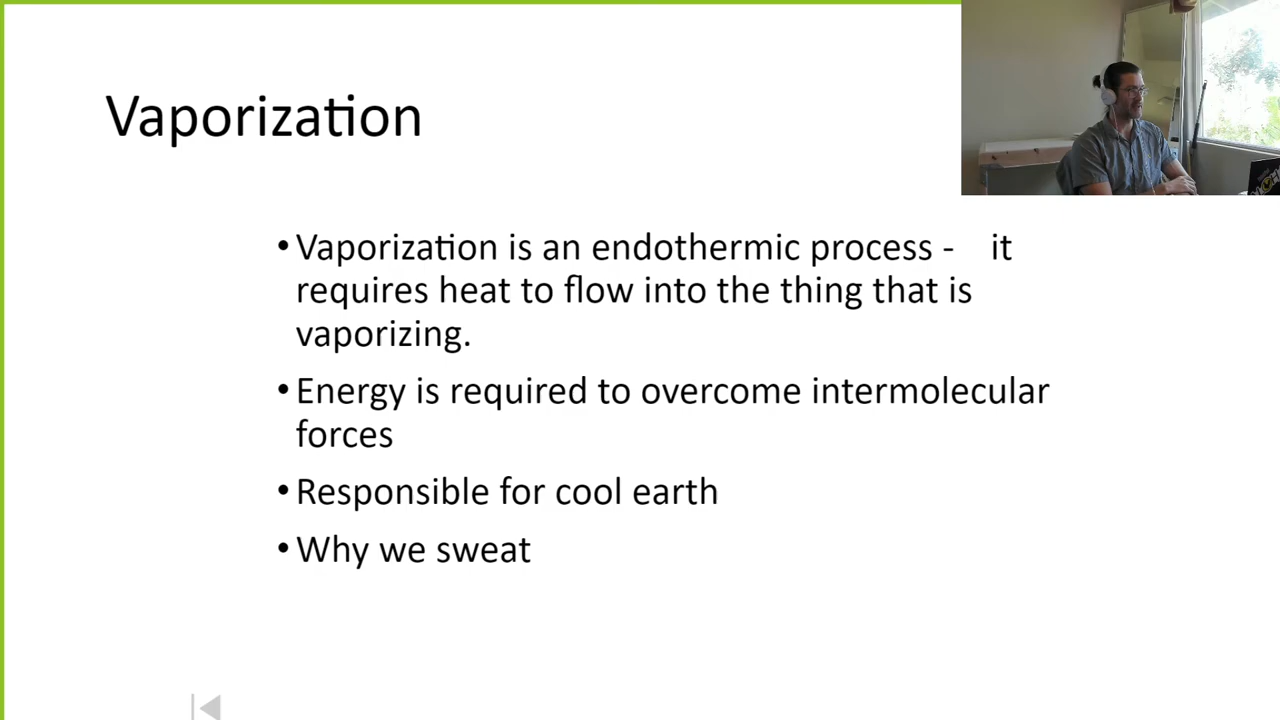 Vaporization
•Vaporization is an endothermic process - it
requires heat to flow into the thing that is
vaporizing.
•Energy is required to overcome intermolecular
forces
•Responsible for cool earth
•Why we sweat